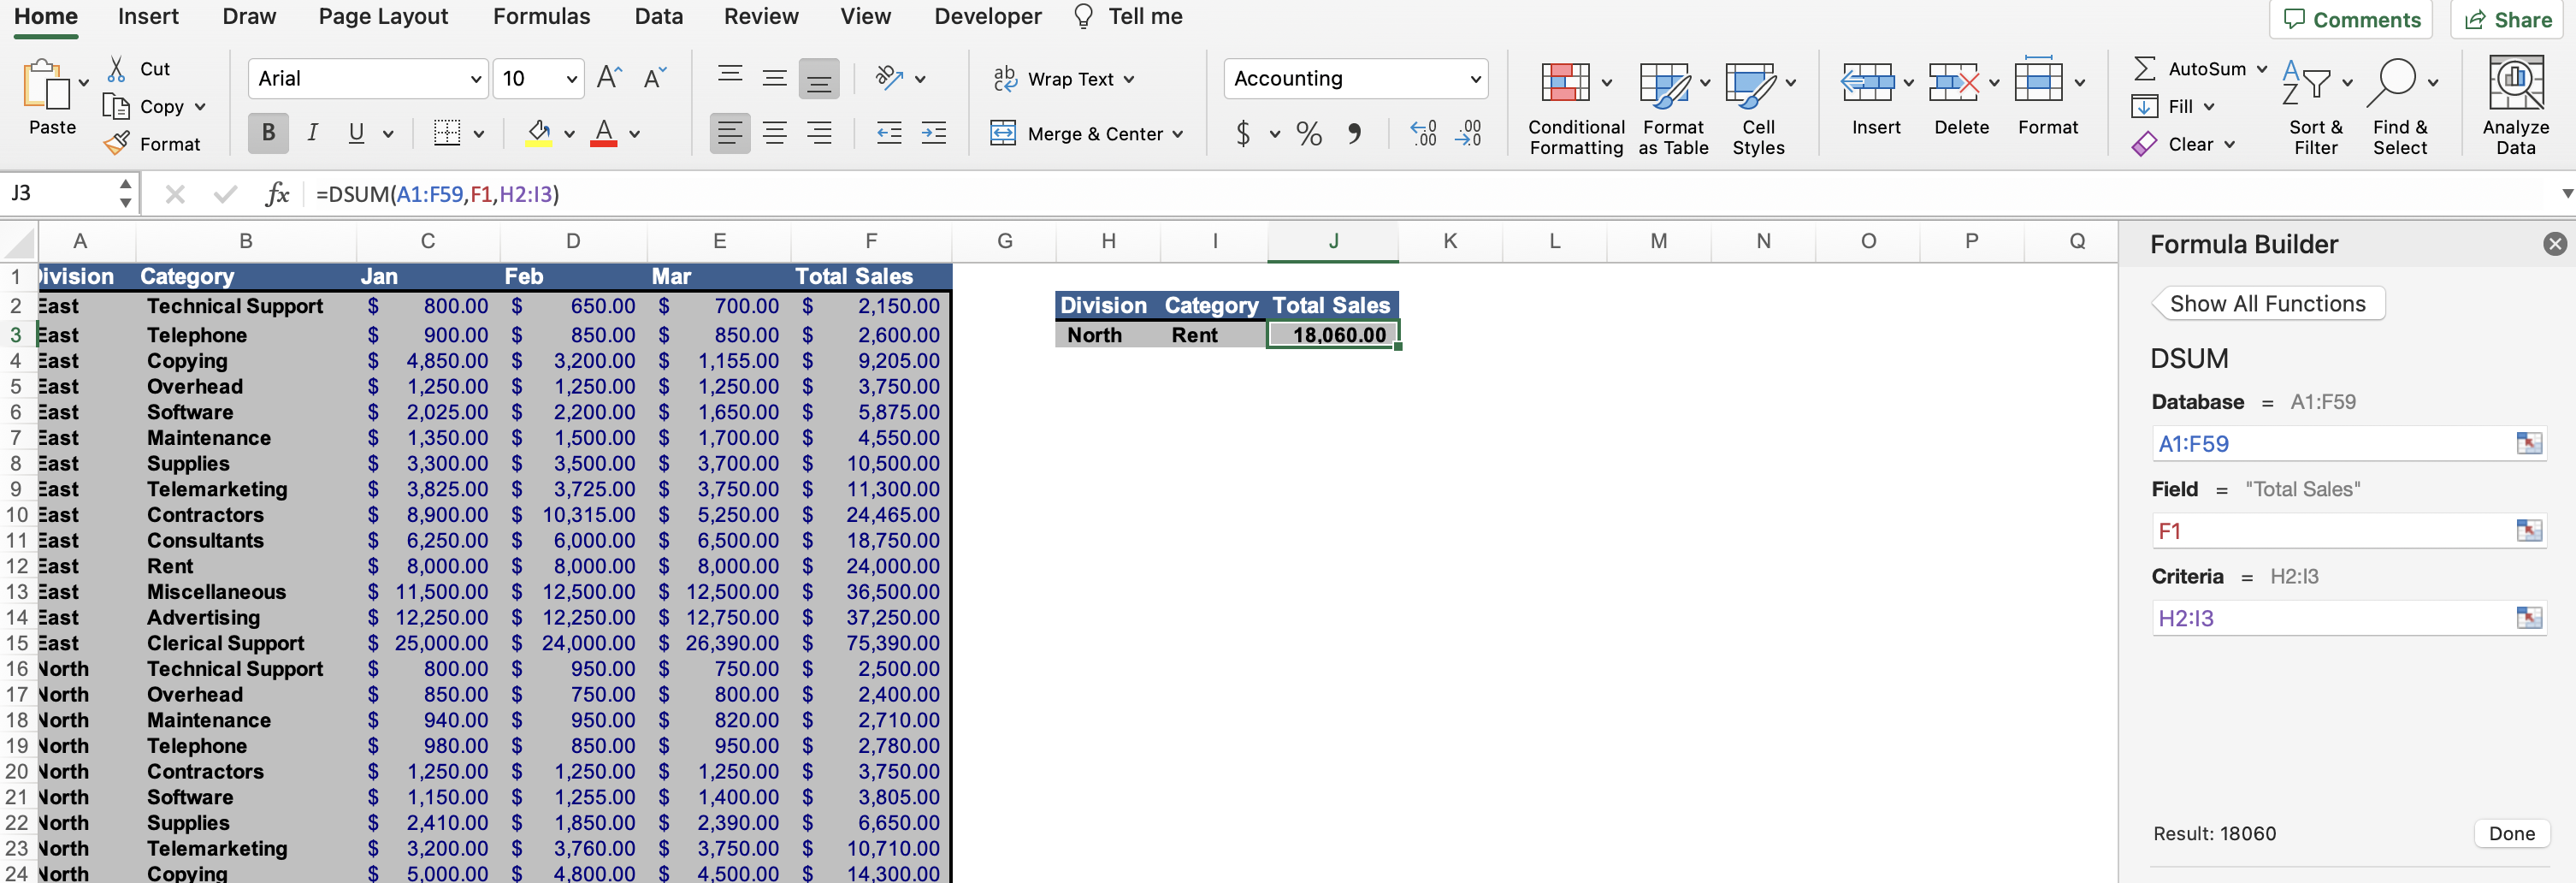 Home Insert Draw Page Layout Formulas Data Review View Developer Tell me Comments Share
Paste
Cut
Copy
Format
Arial 10
B I U
ab Wrap Text
Merge & Center
Accounting
$ %
Conditional Formatting
Format as Table
Cell Styles
Insert
Delete
Format
AutoSum
Fill
Clear
Sort & Filter
Find & Select
Analyze Data
J3 fx =DSUM(A1:F59,F1,H2:I3)
A B C D E F G H I J K L M N O P Q
1 ivision Category Jan Feb Mar Total Sales
2 East Technical Support $ 800.00 $ 650.00 $ 700.00 $ 2,150.00 Division Category Total Sales
3 East Telephone $ 900.00 $ 850.00 $ 850.00 $ 2,600.00 North Rent 18,060.00
4 East Copying $ 4,850.00 $ 3,200.00 $ 1,155.00 $ 9,205.00
5 East Overhead $ 1,250.00 $ 1,250.00 $ 1,250.00 $ 3,750.00
6 East Software $ 2,025.00 $ 2,200.00 $ 1,650.00 $ 5,875.00
7 East Maintenance $ 1,350.00 $ 1,500.00 $ 1,700.00 $ 4,550.00
8 East Supplies $ 3,300.00 $ 3,500.00 $ 3,700.00 $ 10,500.00
9 East Telemarketing $ 3,825.00 $ 3,725.00 $ 3,750.00 $ 11,300.00
10 East Contractors $ 8,900.00 $ 10,315.00 $ 5,250.00 $ 24,465.00
11 East Consultants $ 6,250.00 $ 6,000.00 $ 6,500.00 $ 18,750.00
12 East Rent $ 8,000.00 $ 8,000.00 $ 8,000.00 $ 24,000.00
13 East Miscellaneous $ 11,500.00 $ 12,500.00 $ 12,500.00 $ 36,500.00
14 East Advertising $ 12,250.00 $ 12,250.00 $ 12,750.00 $ 37,250.00
15 East Clerical Support $ 25,000.00 $ 24,000.00 $ 26,390.00 $ 75,390.00
16 North Technical Support $ 800.00 $ 950.00 $ 750.00 $ 2,500.00
17 North Overhead $ 850.00 $ 750.00 $ 800.00 $ 2,400.00
18 North Maintenance $ 940.00 $ 950.00 $ 820.00 $ 2,710.00
19 North Telephone $ 980.00 $ 850.00 $ 950.00 $ 2,780.00
20 North Contractors $ 1,250.00 $ 1,250.00 $ 1,250.00 $ 3,750.00
21 North Software $ 1,150.00 $ 1,255.00 $ 1,400.00 $ 3,805.00
22 North Supplies $ 2,410.00 $ 1,850.00 $ 2,390.00 $ 6,650.00
23 North Telemarketing $ 3,200.00 $ 3,760.00 $ 3,750.00 $ 10,710.00
24 North Copying $ 5,000.00 $ 4,800.00 $ 4,500.00 $ 14,300.00
Formula Builder
Show All Functions
DSUM
Database = A1:F59
A1:F59
Field = "Total Sales"
F1
Criteria = H2:I3
H2:I3
Result: 18060 Done